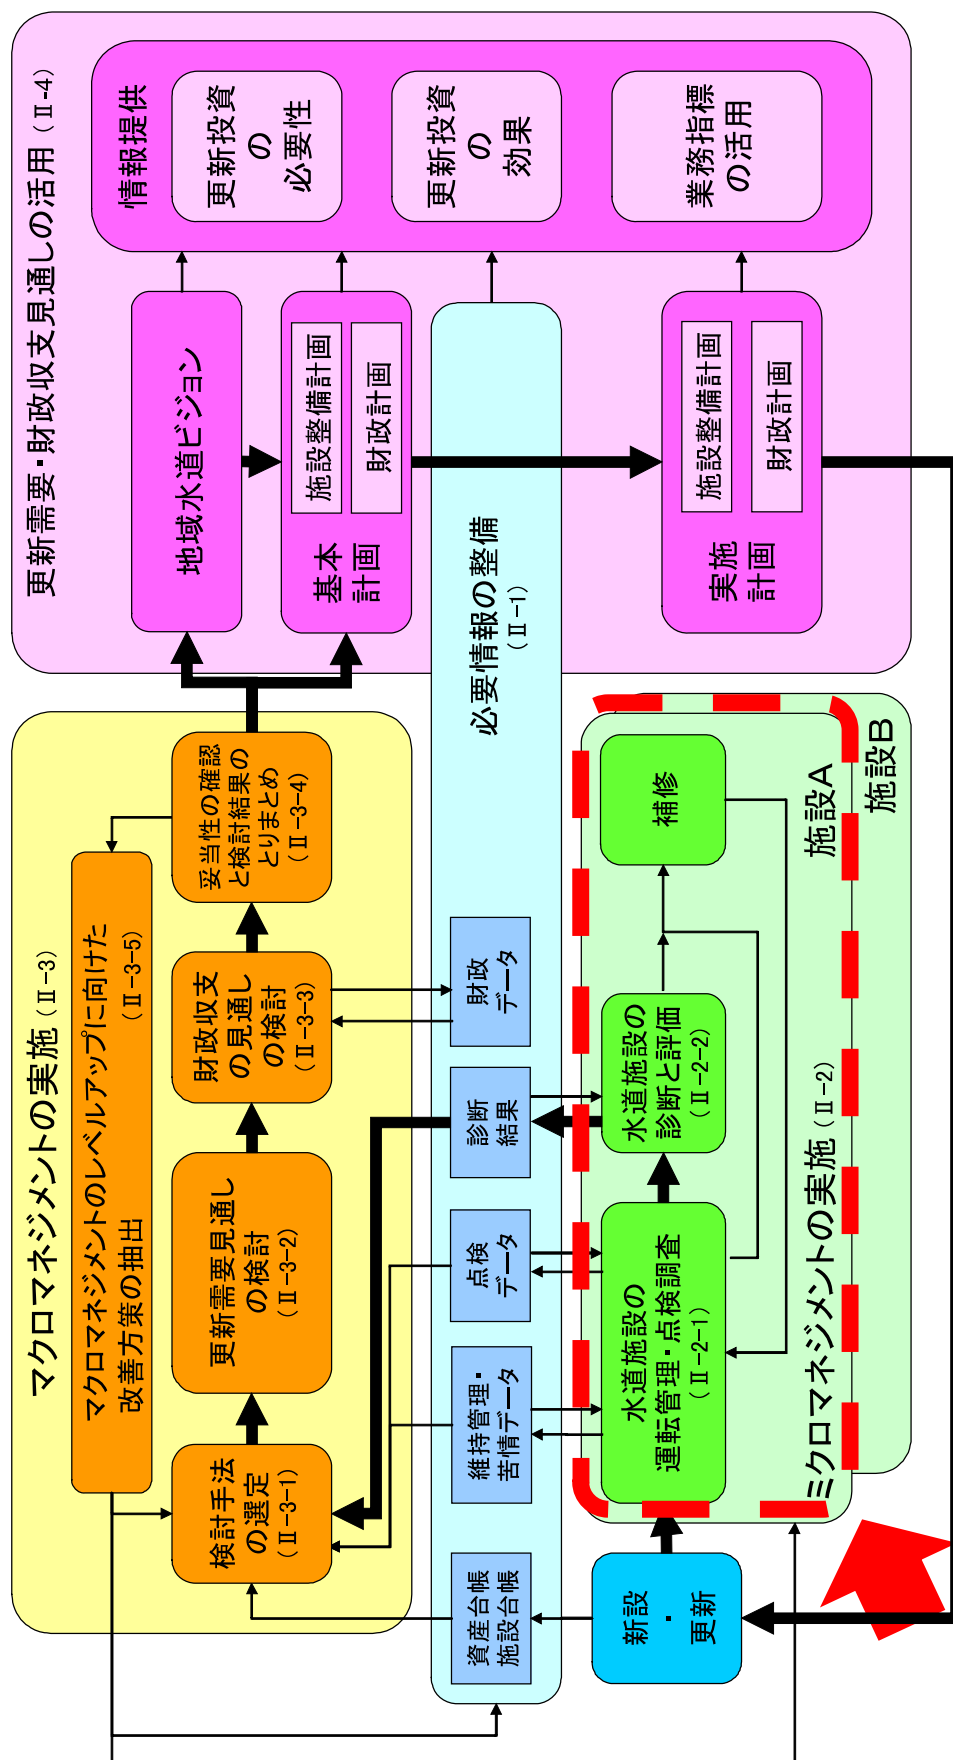 更新需要・財政収支見通しの活用(Ⅱ-4)
情報提供
更新投資
の
必要性
更新投資
の
効果
業務指標
の活用
地域水道ビジョン
基本
計画
施設整備計画
財政計画
実施
計画
施設整備計画
財政計画
マクロマネジメントの実施(Ⅱ-3)
マクロマネジメントのレベルアップに向けた
改善方策の抽出
(Ⅱ-3-5)
検討手法
の選定
(Ⅱ-3-1)
更新需要見通し
の検討
(Ⅱ-3-2)
財政収支
の見通し
の検討
(Ⅱ-3-3)
妥当性の確認
と検討結果の
とりまとめ
(Ⅱ-3-4)
必要情報の整備
(Ⅱ-1)
資産台帳
施設台帳
維持管理・
苦情データ
点検
データ
診断
結果
財政
データ
新設
・
更新
水道施設の
運転管理・点検調査
(Ⅱ-2-1)
水道施設の
診断と評価
(Ⅱ-2-2)
補修
ミクロマネジメントの実施(Ⅱ-2)
施設A
施設B